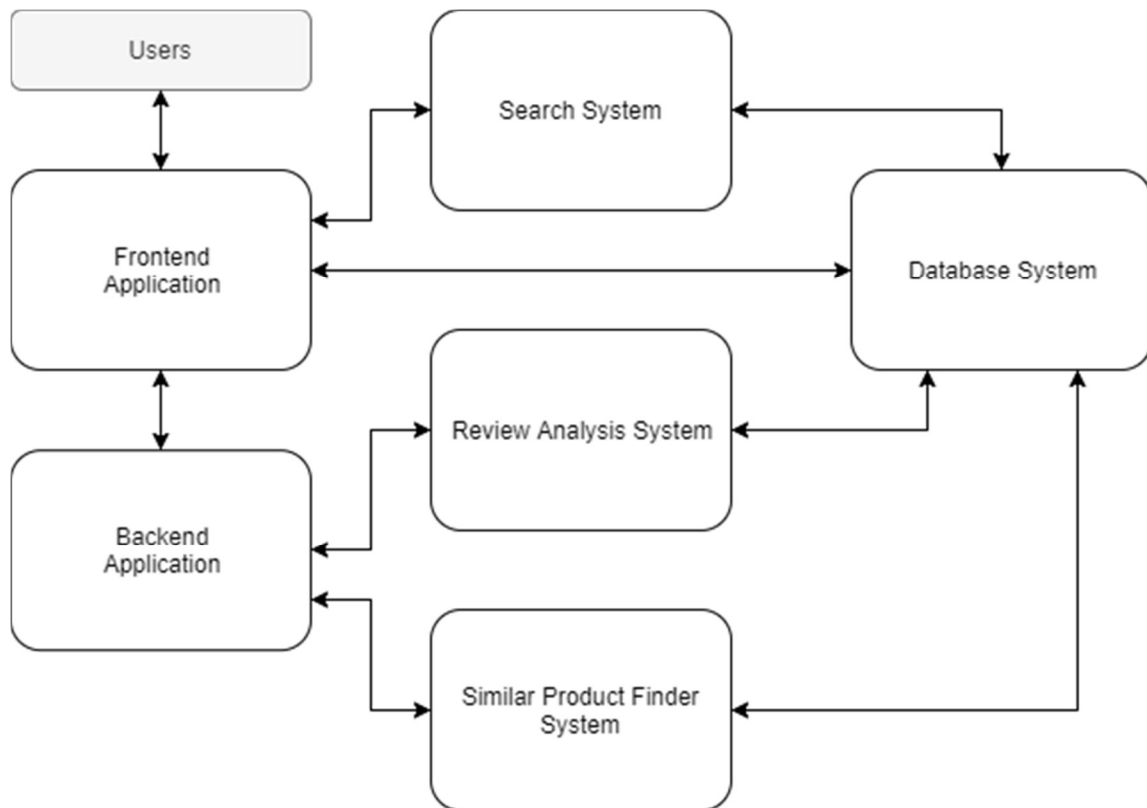 Users
Search System
Frontend
Application
Database System
Review Analysis System
Backend
Application
Similar Product Finder
System